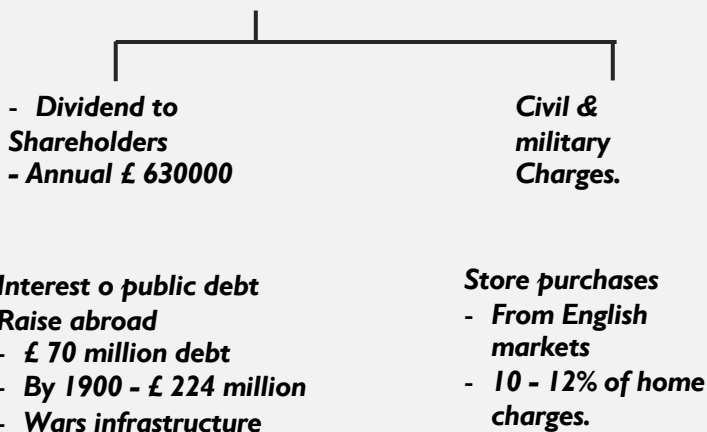 - Dividend to
Shareholders
- Annual £ 630000
Civil &
military
Charges.
Interest o public debt
Raise abroad
- £ 70 million debt
- By 1900 - £ 224 million
- Wars infrastructure
Store purchases
- From English
markets
- 10 - 12% of home
charges.